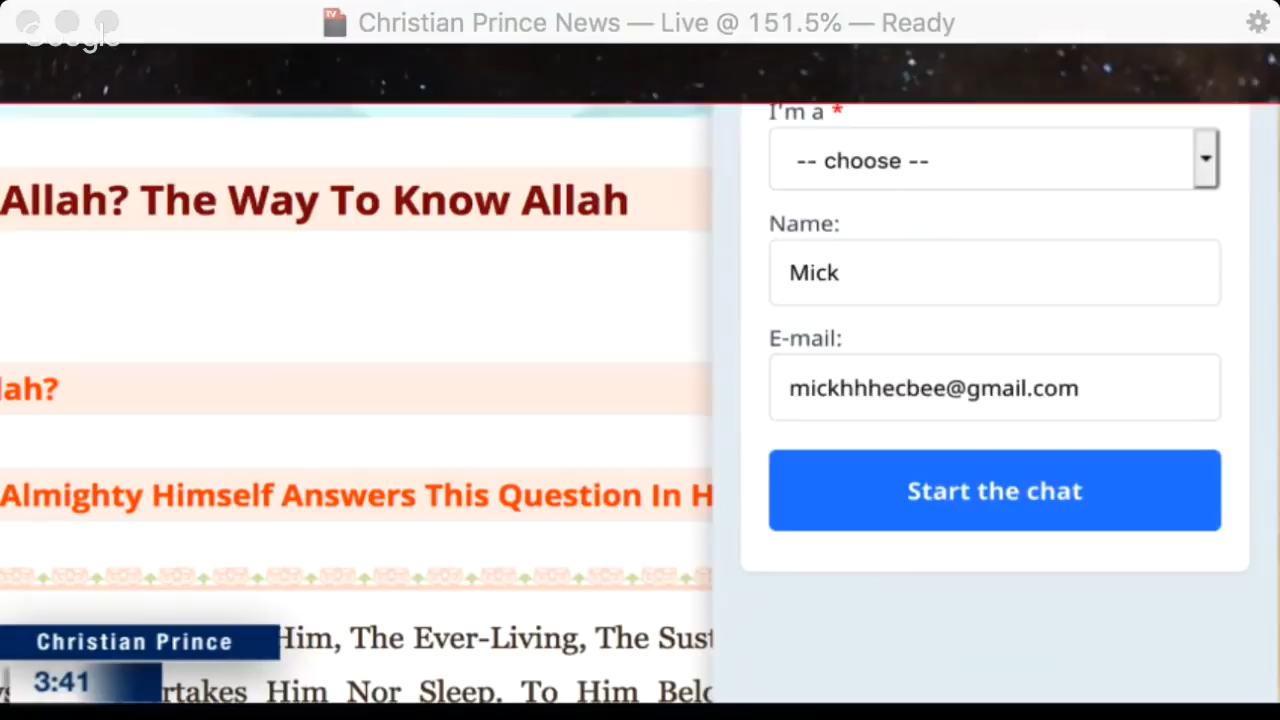 Christian Prince News — Live @ 151.5% — Ready
Google
I'm a *
-- choose --
Allah? The Way To Know Allah
Name:
Mick
E-mail:
lah?
mickhhhecbee@gmail.com
Almighty Himself Answers This Question In H
Start the chat
Christian Prince
Him, The Ever-Living, The Sust
3:41
rtakes Him Nor Sleep. To Him Belo